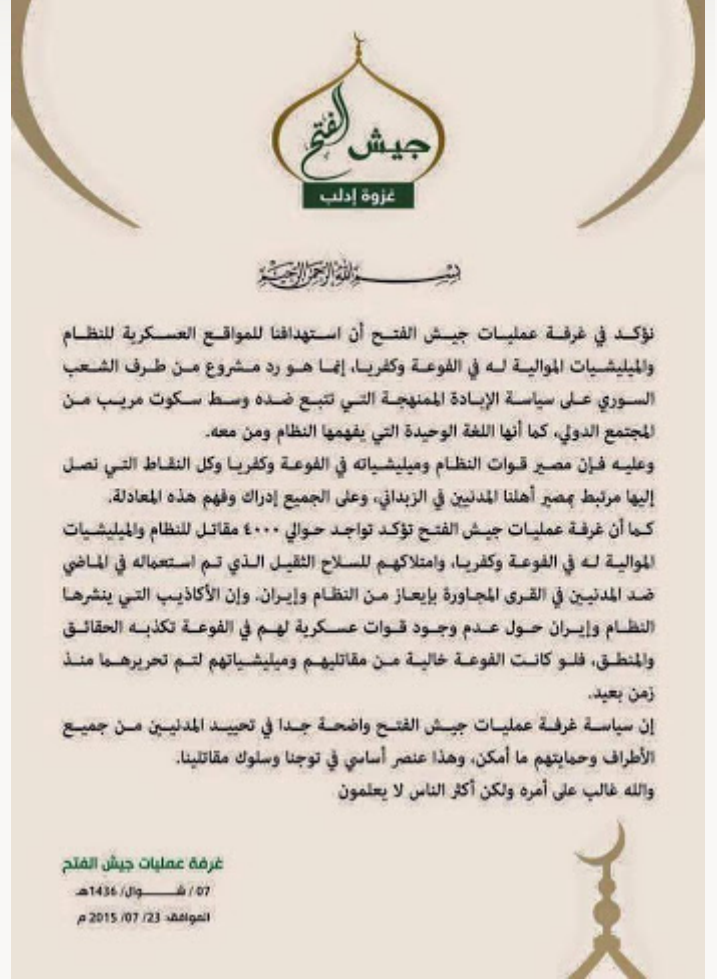 جيش الفتح
غزوة إدلب
بسم الله الرحمن الرحيم
نؤكد في غرفة عمليات جيش الفتح أن استهدافنا للمواقع العسكرية للنظام
والميليشيات الموالية له في الفوعة وكفريا، إنما هو رد مشروع من طرف الشعب
السوري على سياسة الإبادة الممنهجة التي تتبع ضده وسط سكوت مريب من
المجتمع الدولي، كما أنها اللغة الوحيدة التي يفهمها النظام ومن معه.
وعليه فإن مصير قوات النظام وميليشياته في الفوعة وكفريا وكل النقاط التي نصل
إليها مرتبط بمصير أهلنا المدنيين في الزبداني، وعلى الجميع إدراك وفهم هذه المعادلة.
كما أن غرفة عمليات جيش الفتح تؤكد تواجد حوالي ٤٠٠٠ مقاتل للنظام والميليشيات
الموالية له في الفوعة وكفريا، وامتلاكهم للسلاح الثقيل الذي تم استعماله في الماضي
ضد المدنيين في القرى المجاورة بإيعاز من النظام وإيران. وإن الأكاذيب التي ينشرها
النظام وإيران حول عدم وجود قوات عسكرية لهم في الفوعة تكذبه الحقائق
والمنطق، فلو كانت الفوعة خالية من مقاتليهم وميليشياتهم لتم تحريرهما منذ
زمن بعيد.
إن سياسة غرفة عمليات جيش الفتح واضحة جدا في تحييد المدنيين من جميع
الأطراف وحمايتهم ما أمكن، وهذا عنصر أساسي في توجنا وسلوك مقاتلينا.
والله غالب على أمره ولكن أكثر الناس لا يعلمون
غرفة عمليات جيش الفتح
07 / شوال/ 1436هـ
الموافق: 23/ 07/ 2015 م